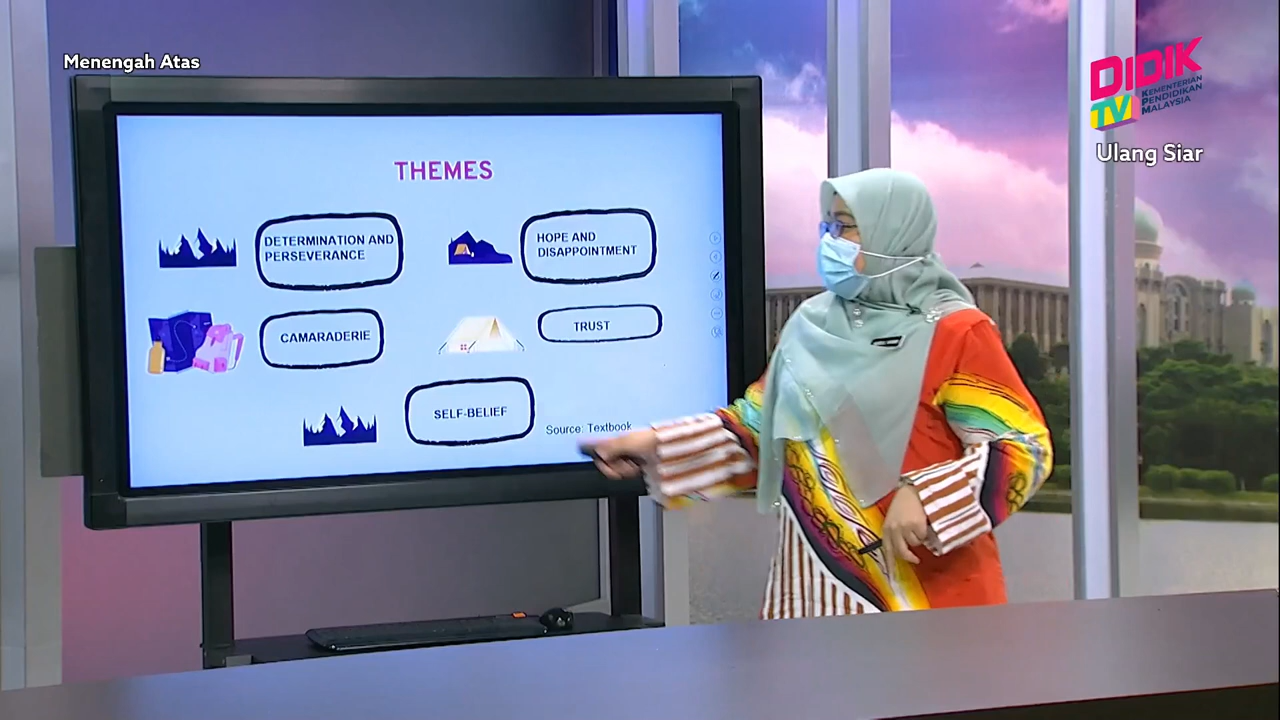 Menengah Atas
DIDIK
TV
KEMENTERIAN
PENDIDIKAN
MALAYSIA
Ulang Siar
THEMES
DETERMINATION AND
PERSEVERANCE
HOPE AND
DISAPPOINTMENT
CAMARADERIE
TRUST
SELF-BELIEF
Source: Textbook